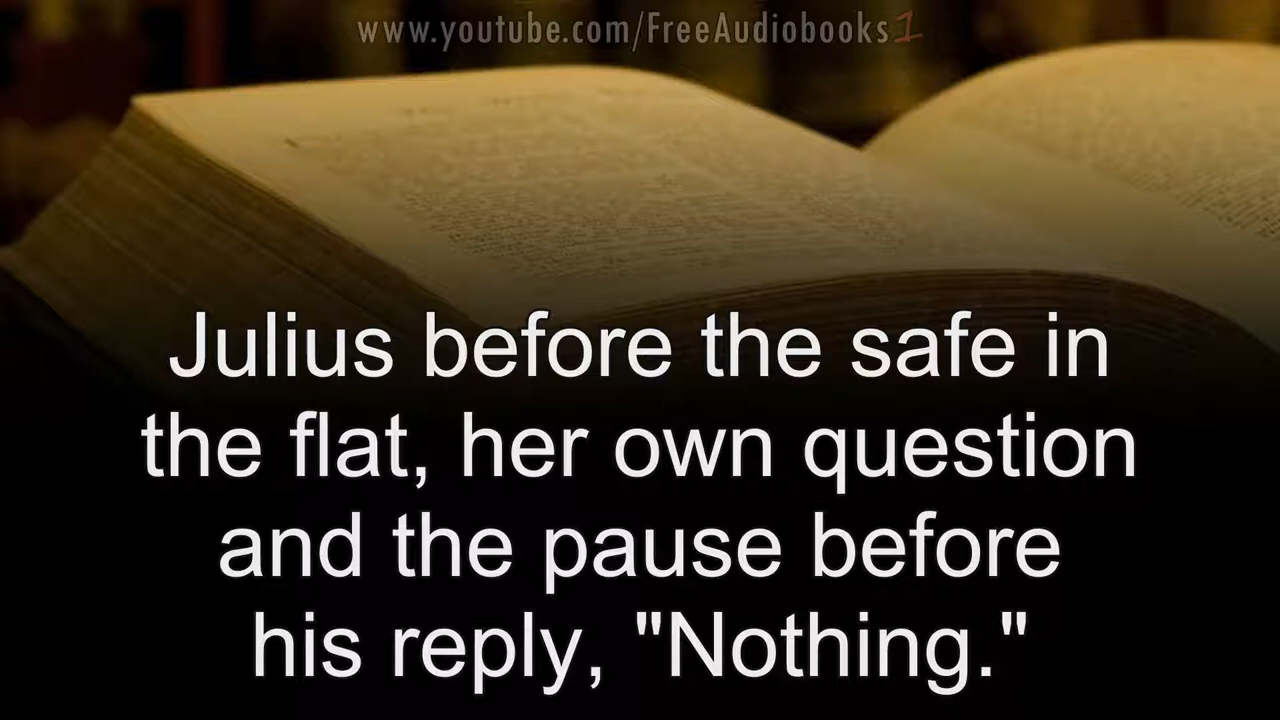 www.youtube.com/FreeAudiobooks1
Julius before the safe in
the flat, her own question
and the pause before
his reply, "Nothing."